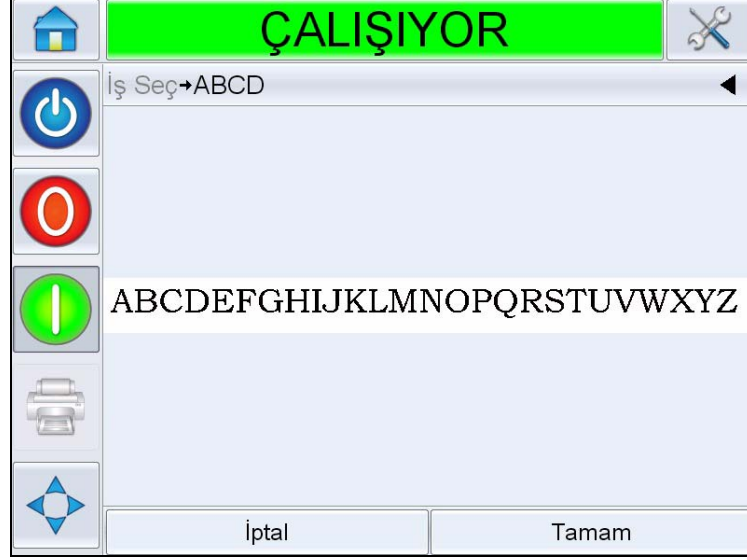 ÇALIŞIYOR
İş Seç→ABCD
ABCDEFGHIJKLMNOPQRSTUVWXYZ
İptal
Tamam